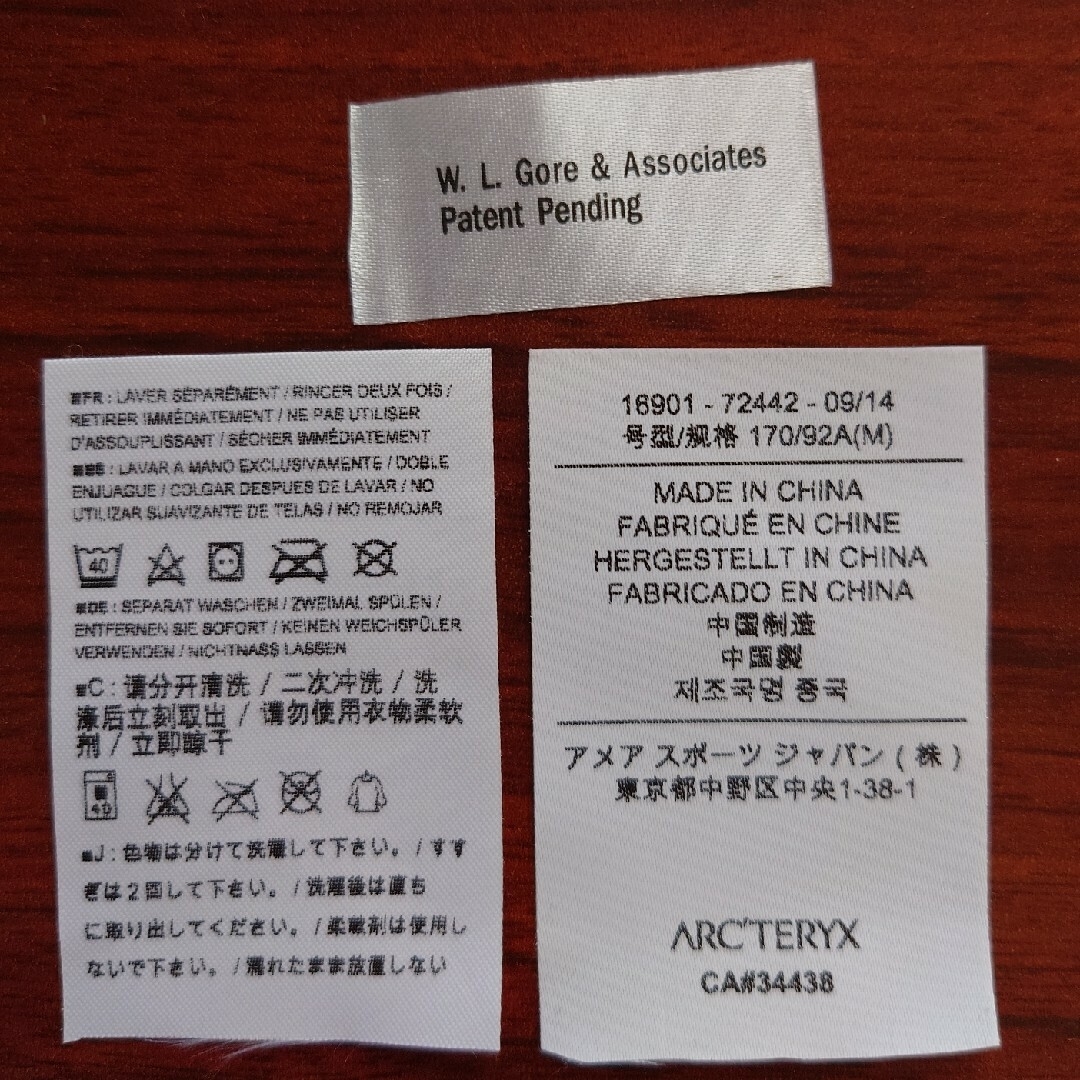 W. L. Gore & Associates
Patent Pending
■FR : LAVER SÉPARÉMENT / RINCER DEUX FOIS /
RETIRER IMMÉDIATEMENT / NE PAS UTILISER
D'ASSOUPLISSANT / SÉCHER IMMÉDIATEMENT
■ES : LAVAR A MANO EXCLUSIVAMENTE / DOBLE
ENJUAGUE / COLGAR DESPUES DE LAVAR / NO
UTILIZAR SUAVIZANTE DE TELAS / NO REMOJAR
40
■DE : SEPARAT WASCHEN / ZWEIMAL SPÜLEN /
ENTFERNEN SIE SOFORT / KEINEN WEICHSPÜLER
VERWENDEN / NICHTNASS LASSEN
■C : 请分开清洗 / 二次冲洗 / 洗
涤后立刻取出 / 请勿使用衣物柔软
剂 / 立即晾干
40
■J : 色物は分けて洗濯して下さい。/ すす
ぎは2回して下さい。/ 洗濯後は直ち
に取り出してください。/ 柔軟剤は使用し
ないで下さい。/ 濡れたまま放置しない
16901 - 72442 - 09/14
号型/规格 170/92A(M)
MADE IN CHINA
FABRIQUÉ EN CHINE
HERGESTELLT IN CHINA
FABRICADO EN CHINA
中国制造
中國製
제조국명 중국
アメア スポーツ ジャパン ( 株 )
東京都中野区中央1-38-1
ARC'TERYX
CA#34438